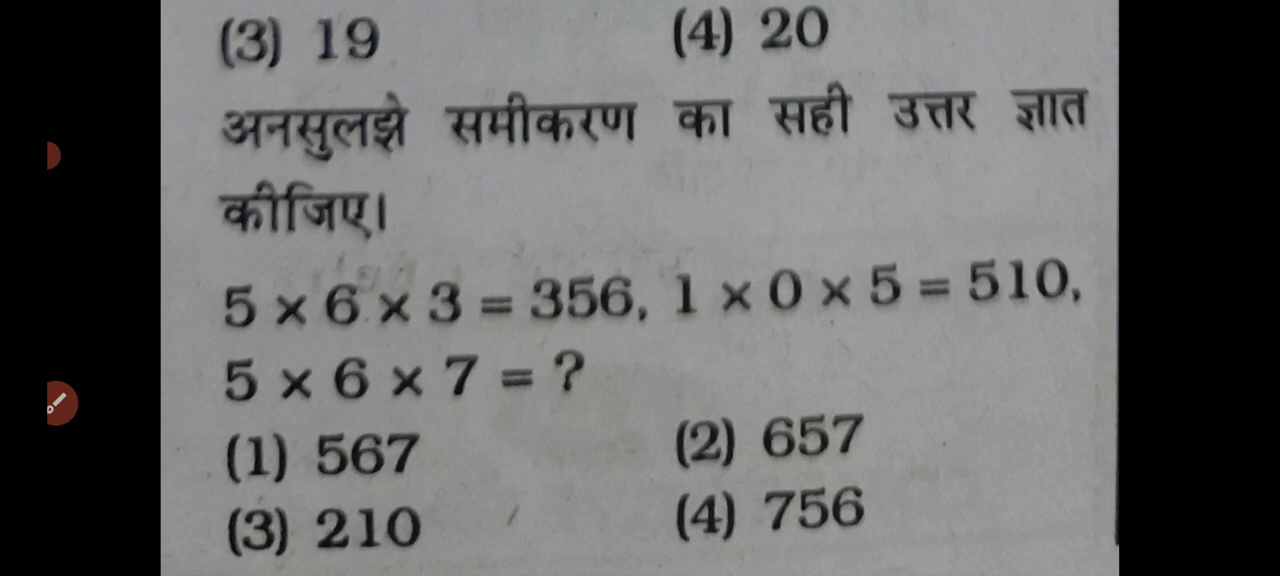 (3) 19 (4) 20
अनसुलझे समीकरण का सही उत्तर ज्ञात
कीजिए।
5 × 6 × 3 = 356, 1 × 0 × 5 = 510,
5 × 6 × 7 = ?
(1) 567 (2) 657
(3) 210 (4) 756